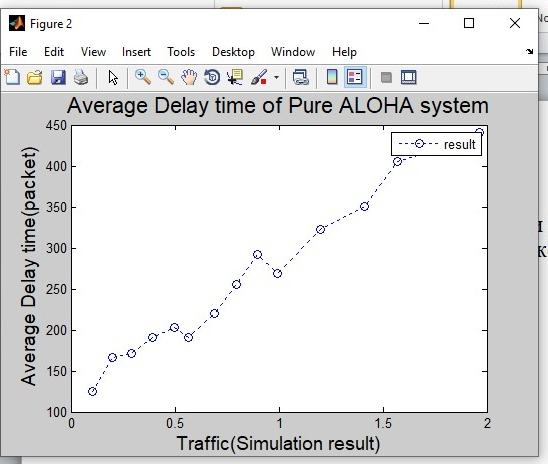 Figure 2
File Edit View Insert Tools Desktop Window Help
Average Delay time of Pure ALOHA system
450
400
350
300
250
200
150
100
result
Average Delay time(packet)
0 0.5 1 1.5 2
Traffic(Simulation result)